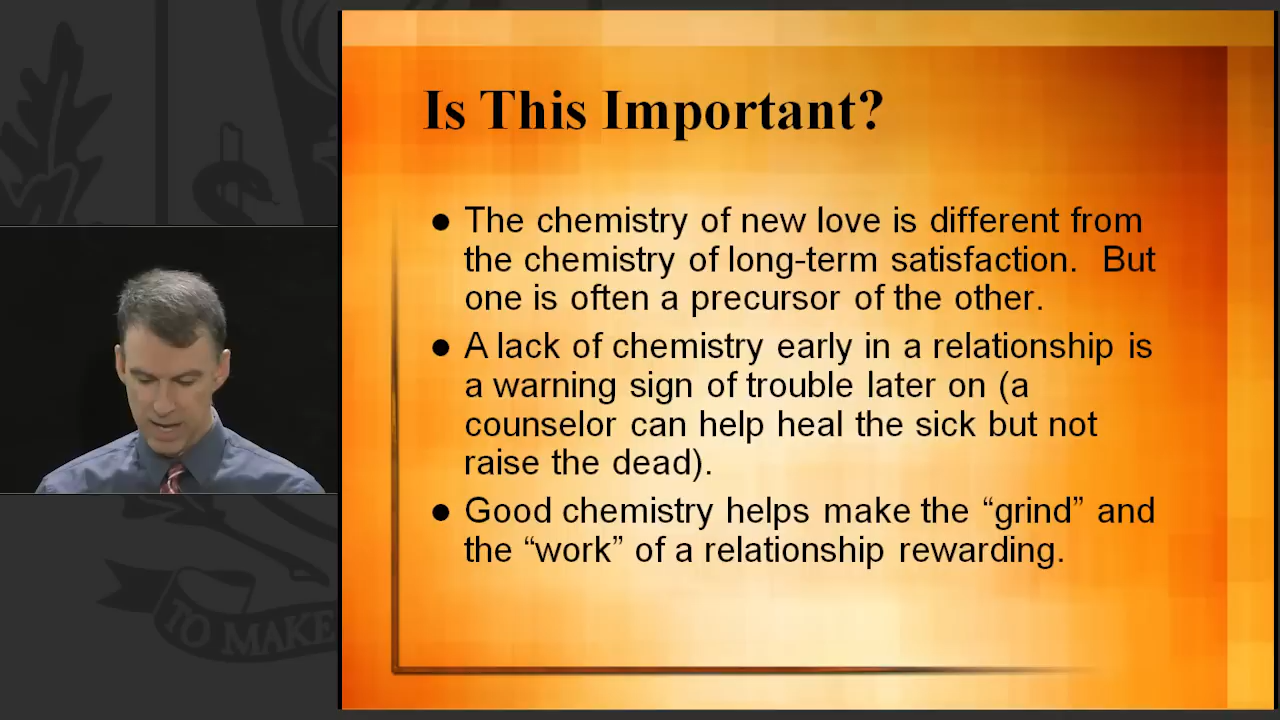 Is This Important?
● The chemistry of new love is different from
the chemistry of long-term satisfaction.  But
one is often a precursor of the other.
● A lack of chemistry early in a relationship is
a warning sign of trouble later on (a
counselor can help heal the sick but not
raise the dead).
● Good chemistry helps make the “grind” and
the “work” of a relationship rewarding.
TO MAKE